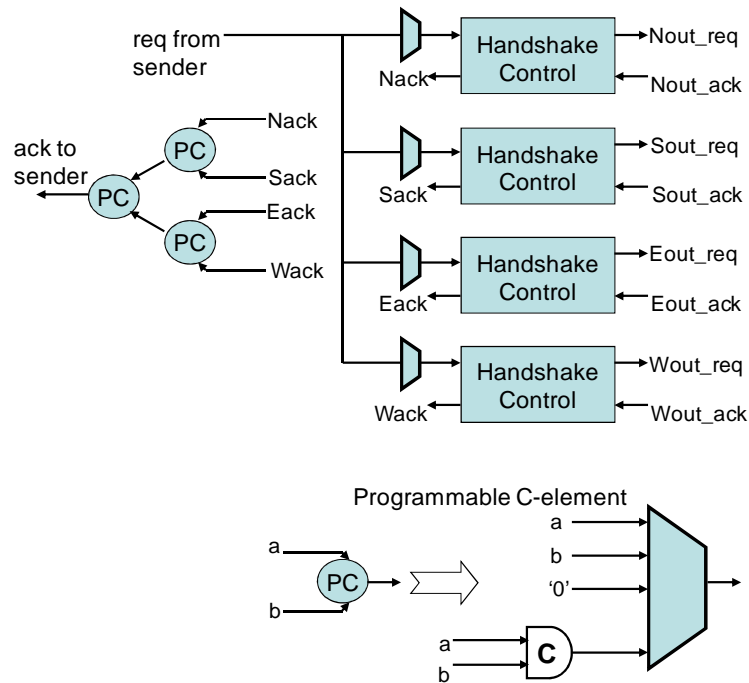 req from
sender
Handshake
Control
Nout_req
Nack
Nout_ack
Nack
ack to
sender
PC
PC
Sack
Eack
PC
Wack
Handshake
Control
Sout_req
Sack
Sout_ack
Handshake
Control
Eout_req
Eack
Eout_ack
Handshake
Control
Wout_req
Wack
Wout_ack
Programmable C-element
a
PC
b
a
b
‘0’
a
b
C